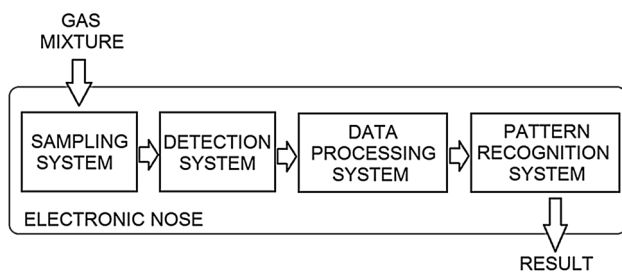 GAS
MIXTURE
SAMPLING
SYSTEM
DETECTION
SYSTEM
DATA
PROCESSING
SYSTEM
PATTERN
RECOGNITION
SYSTEM
ELECTRONIC NOSE
RESULT